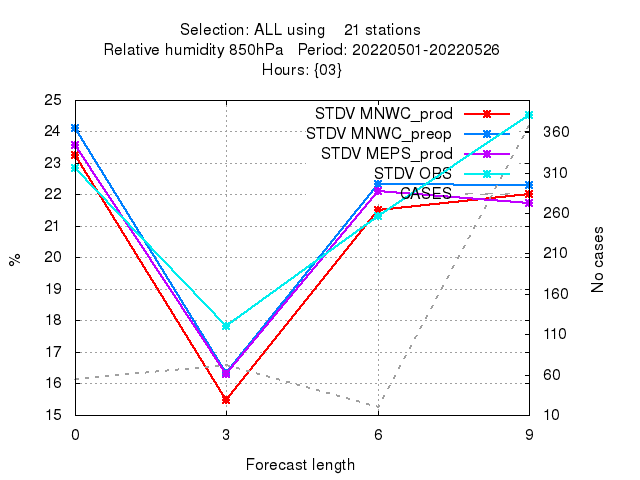 Selection: ALL using 21 stations
Relative humidity 850hPa Period: 20220501-20220526
Hours: {03}
STDV MNWC_prod
STDV MNWC_preop
STDV MEPS_prod
STDV OBS
CASES
25
24
23
22
21
20
19
18
17
16
15
%
360
310
260
210
160
110
60
10
No cases
0 3 6 9
Forecast length